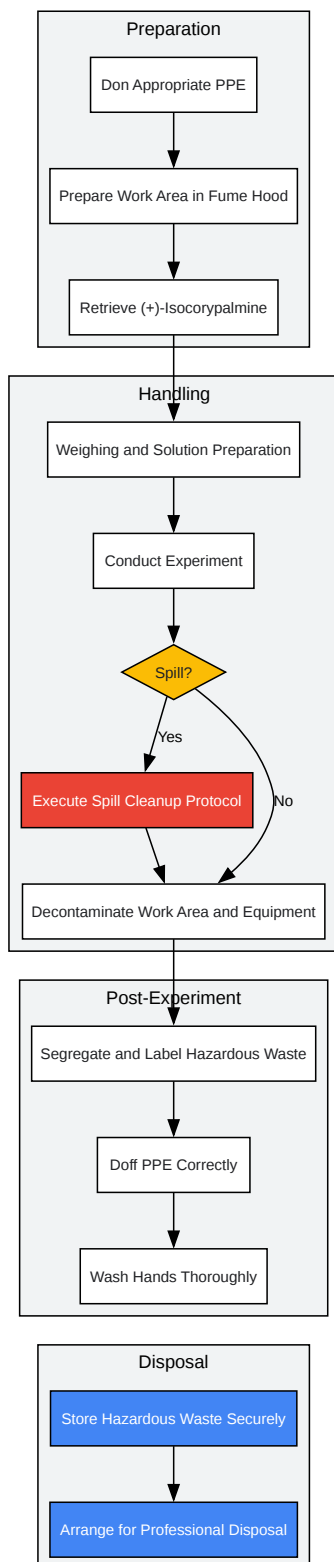 Preparation
Don Appropriate PPE
Prepare Work Area in Fume Hood
Retrieve (+)-Isocorypalmine
Handling
Weighing and Solution Preparation
Conduct Experiment
Spill?
Yes
Execute Spill Cleanup Protocol
No
Decontaminate Work Area and Equipment
Post-Experiment
Segregate and Label Hazardous Waste
Doff PPE Correctly
Wash Hands Thoroughly
Disposal
Store Hazardous Waste Securely
Arrange for Professional Disposal